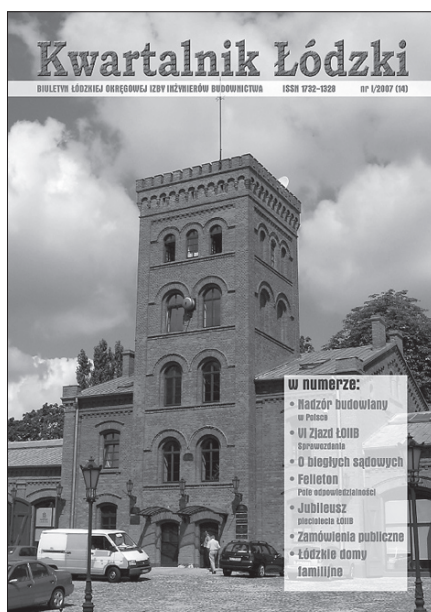 Kwartalnik Łódzki
BIULETYN ŁÓDZKIEJ OKRĘGOWEJ IZBY INŻYNIERÓW BUDOWNICTWA ISSN 1732-1328 nr I/2007 (14)
w numerze:
• Nadzór budowlany
w Polsce
• VI Zjazd ŁOIIB
Sprawozdania
• O biegłych sądowych
• Felieton
Pole odpowiedzialności
• Jubileusz
pięciolecia ŁOIIB
• Zamówienia publiczne
• Łódzkie domy
familijne